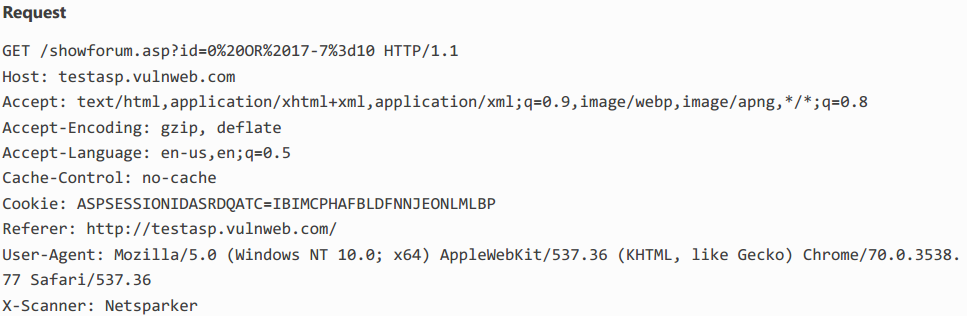 Request
GET /showforum.asp?id=0%20OR%2017-7%3d10 HTTP/1.1
Host: testasp.vulnweb.com
Accept: text/html,application/xhtml+xml,application/xml;q=0.9,image/webp,image/apng,*/*;q=0.8
Accept-Encoding: gzip, deflate
Accept-Language: en-us,en;q=0.5
Cache-Control: no-cache
Cookie: ASPSESSIONIDASRDQATC=IBIMCPHAFBLDFNNJEONLMLBP
Referer: http://testasp.vulnweb.com/
User-Agent: Mozilla/5.0 (Windows NT 10.0; x64) AppleWebKit/537.36 (KHTML, like Gecko) Chrome/70.0.3538.
77 Safari/537.36
X-Scanner: Netsparker